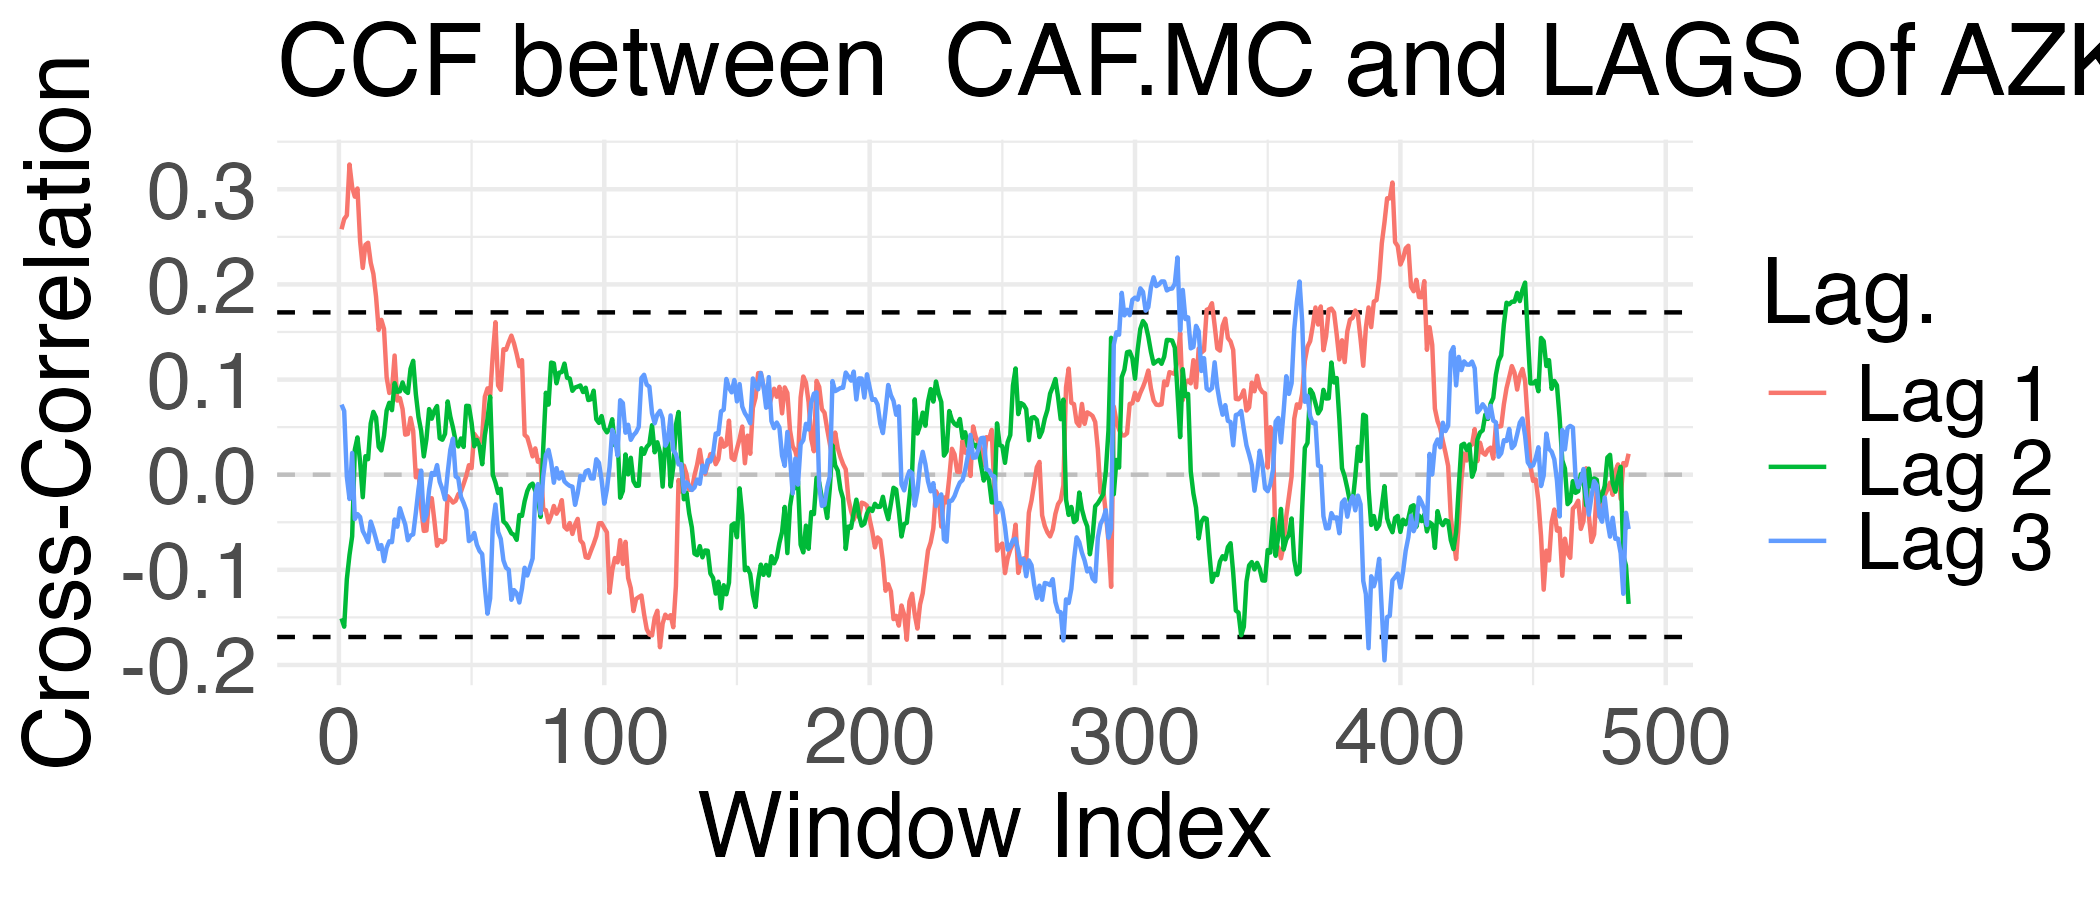 CCF between  CAF.MC and LAGS of AZK
Cross-Correlation
0.3
0.2
0.1
0.0
-0.1
-0.2
0
100
200
300
400
500
Window Index
Lag.
Lag 1
Lag 2
Lag 3